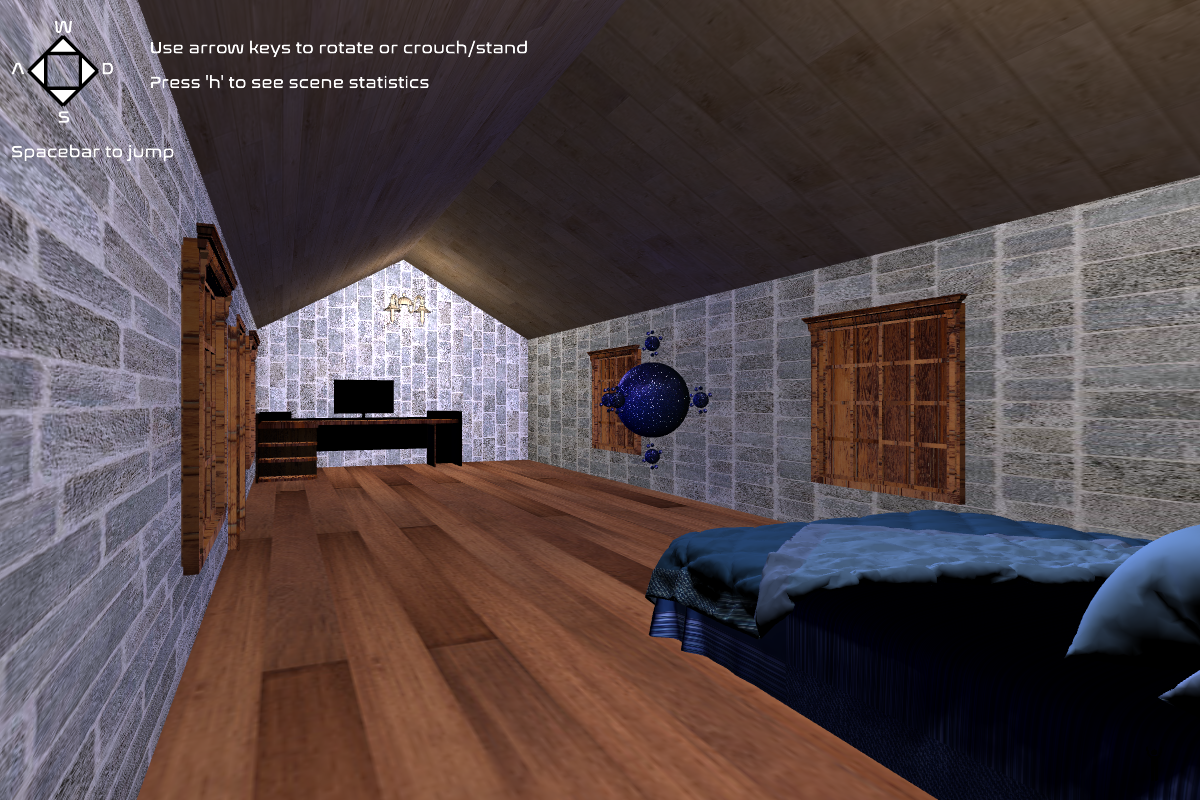 W
A D
S
Use arrow keys to rotate or crouch/stand
Press 'h' to see scene statistics
Spacebar to jump